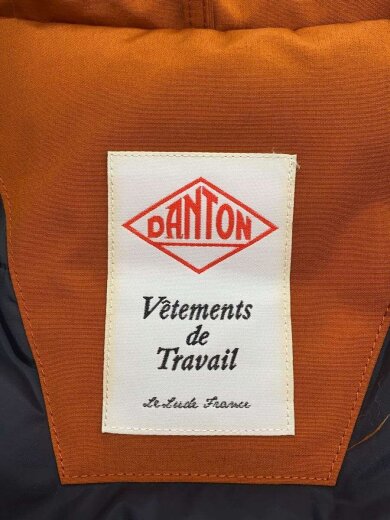 DANTON
Vêtements
de
Travail
Le Lude France